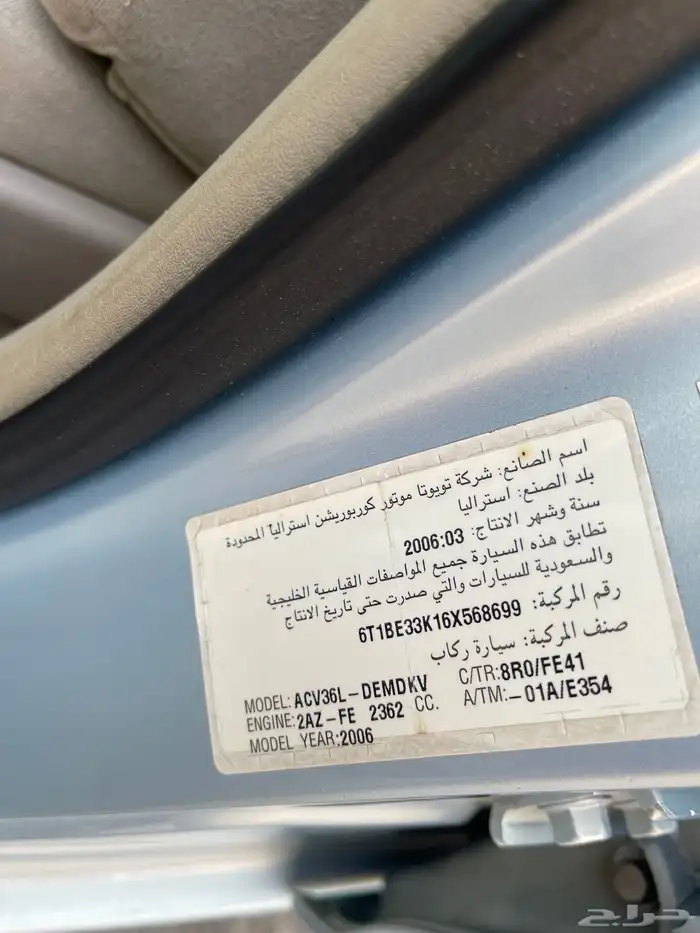 اسم الصانع: شركة تويوتا موتور كوربوريشن استراليا المحدودة
بلد الصنع: استراليا
سنة وشهر الانتاج: 2006:03
تطابق هذه السيارة جميع المواصفات القياسية الخليجية
والسعودية للسيارات والتي صدرت حتى تاريخ الانتاج
رقم المركبة: 6T1BE33K16X568699
صنف المركبة: سيارة ركاب
MODEL: ACV36L-DEMDKV C/TR:8R0/FE41
ENGINE:2AZ-FE 2362 CC. A/TM:-01A/E354
MODEL YEAR:2006
حراج